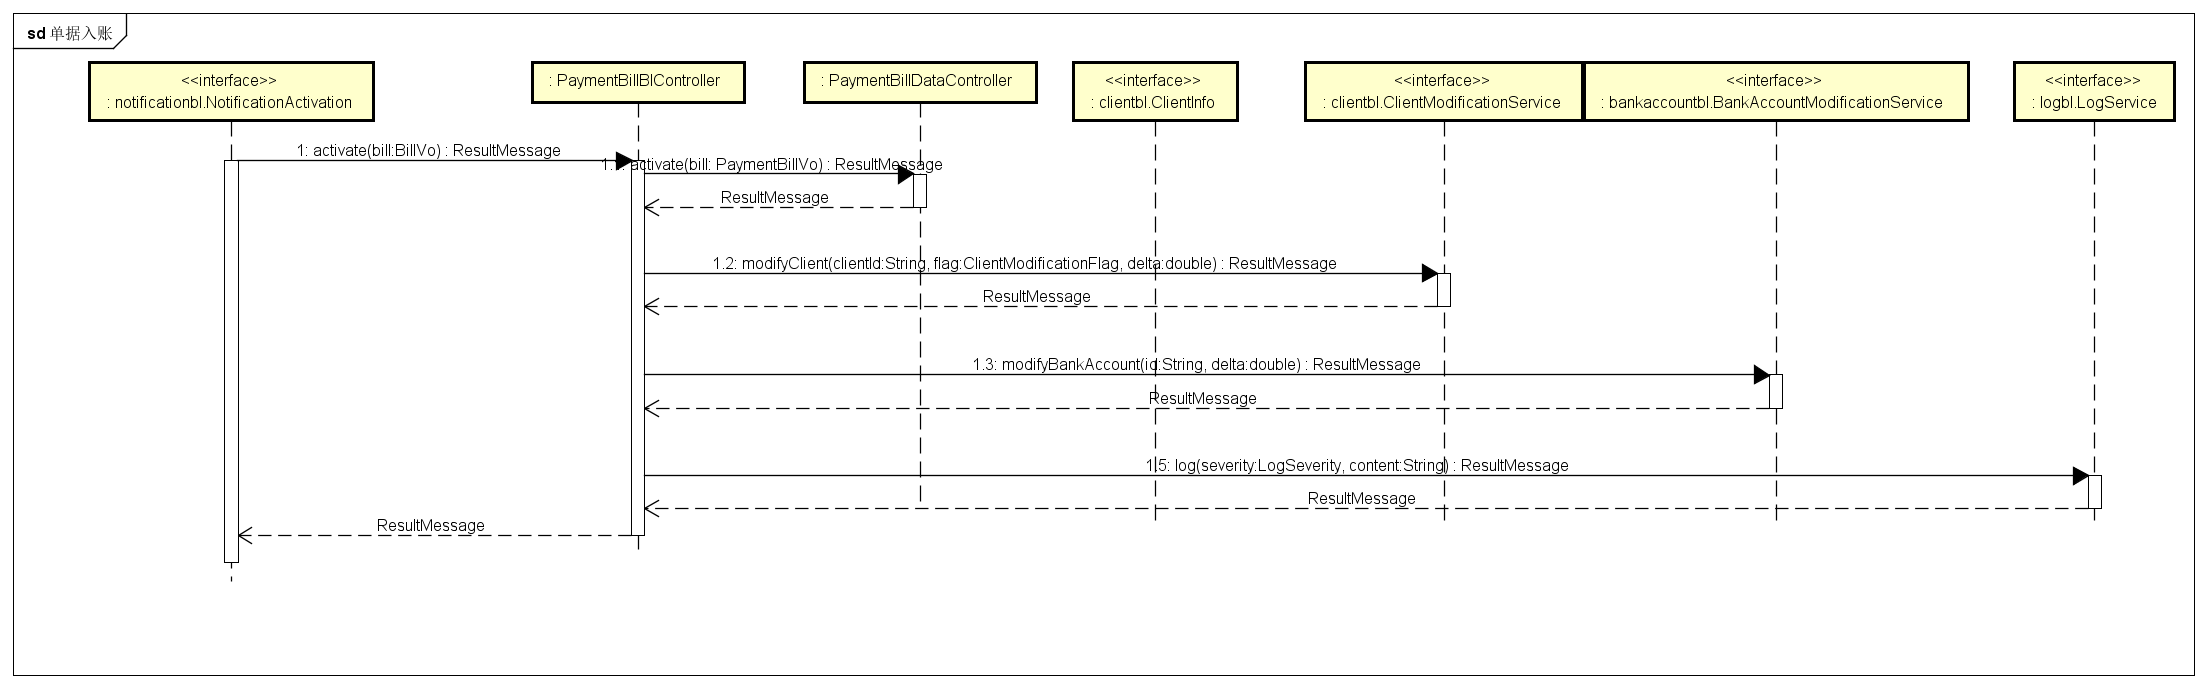 sd 单据入账
<<interface>>
: notificationbl.NotificationActivation
: PaymentBillBlController
: PaymentBillDataController
<<interface>>
: clientbl.ClientInfo
<<interface>>
: clientbl.ClientModificationService
<<interface>>
: bankaccountbl.BankAccountModificationService
<<interface>>
: logbl.LogService
1: activate(bill:BillVo) : ResultMessage
1.1: activate(bill: PaymentBillVo) : ResultMessage
ResultMessage
1.2: modifyClient(clientId:String, flag:ClientModificationFlag, delta:double) : ResultMessage
ResultMessage
1.3: modifyBankAccount(id:String, delta:double) : ResultMessage
ResultMessage
1.5: log(severity:LogSeverity, content:String) : ResultMessage
ResultMessage
ResultMessage